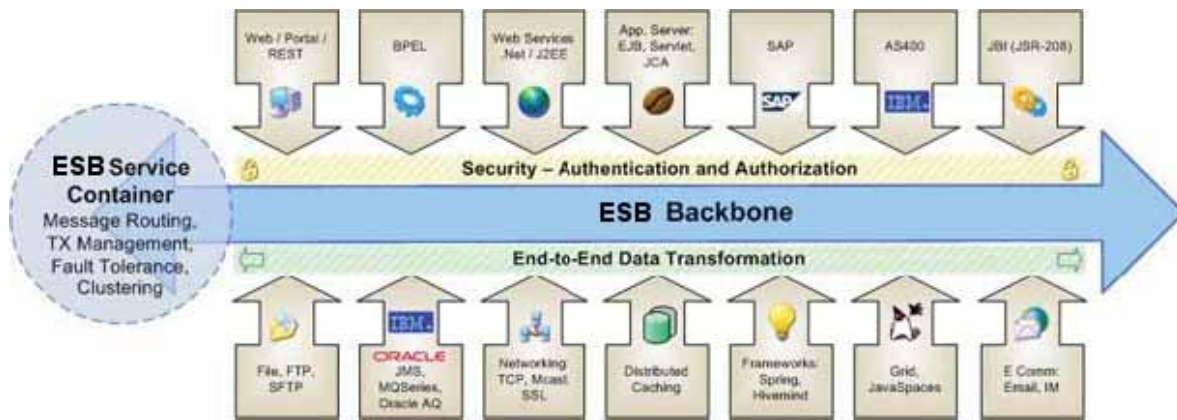 Web / Portal /
REST
BPEL
Web Services
.Net / J2EE
App. Server:
EJB, Servlet,
JCA
SAP
AS400
JBI (JSR-208)
SAP
IBM
Security – Authentication and Authorization
ESB Service
Container
Message Routing,
TX Management,
Fault Tolerance,
Clustering
ESB Backbone
End-to-End Data Transformation
File, FTP,
SFTP
IBM
ORACLE
JMS,
MQSeries,
Oracle AQ
Networking:
TCP, Mcast.
SSL
Distributed
Caching
Frameworks:
Spring,
Hivemind
Grid,
JavaSpaces
E Comm:
Email, IM